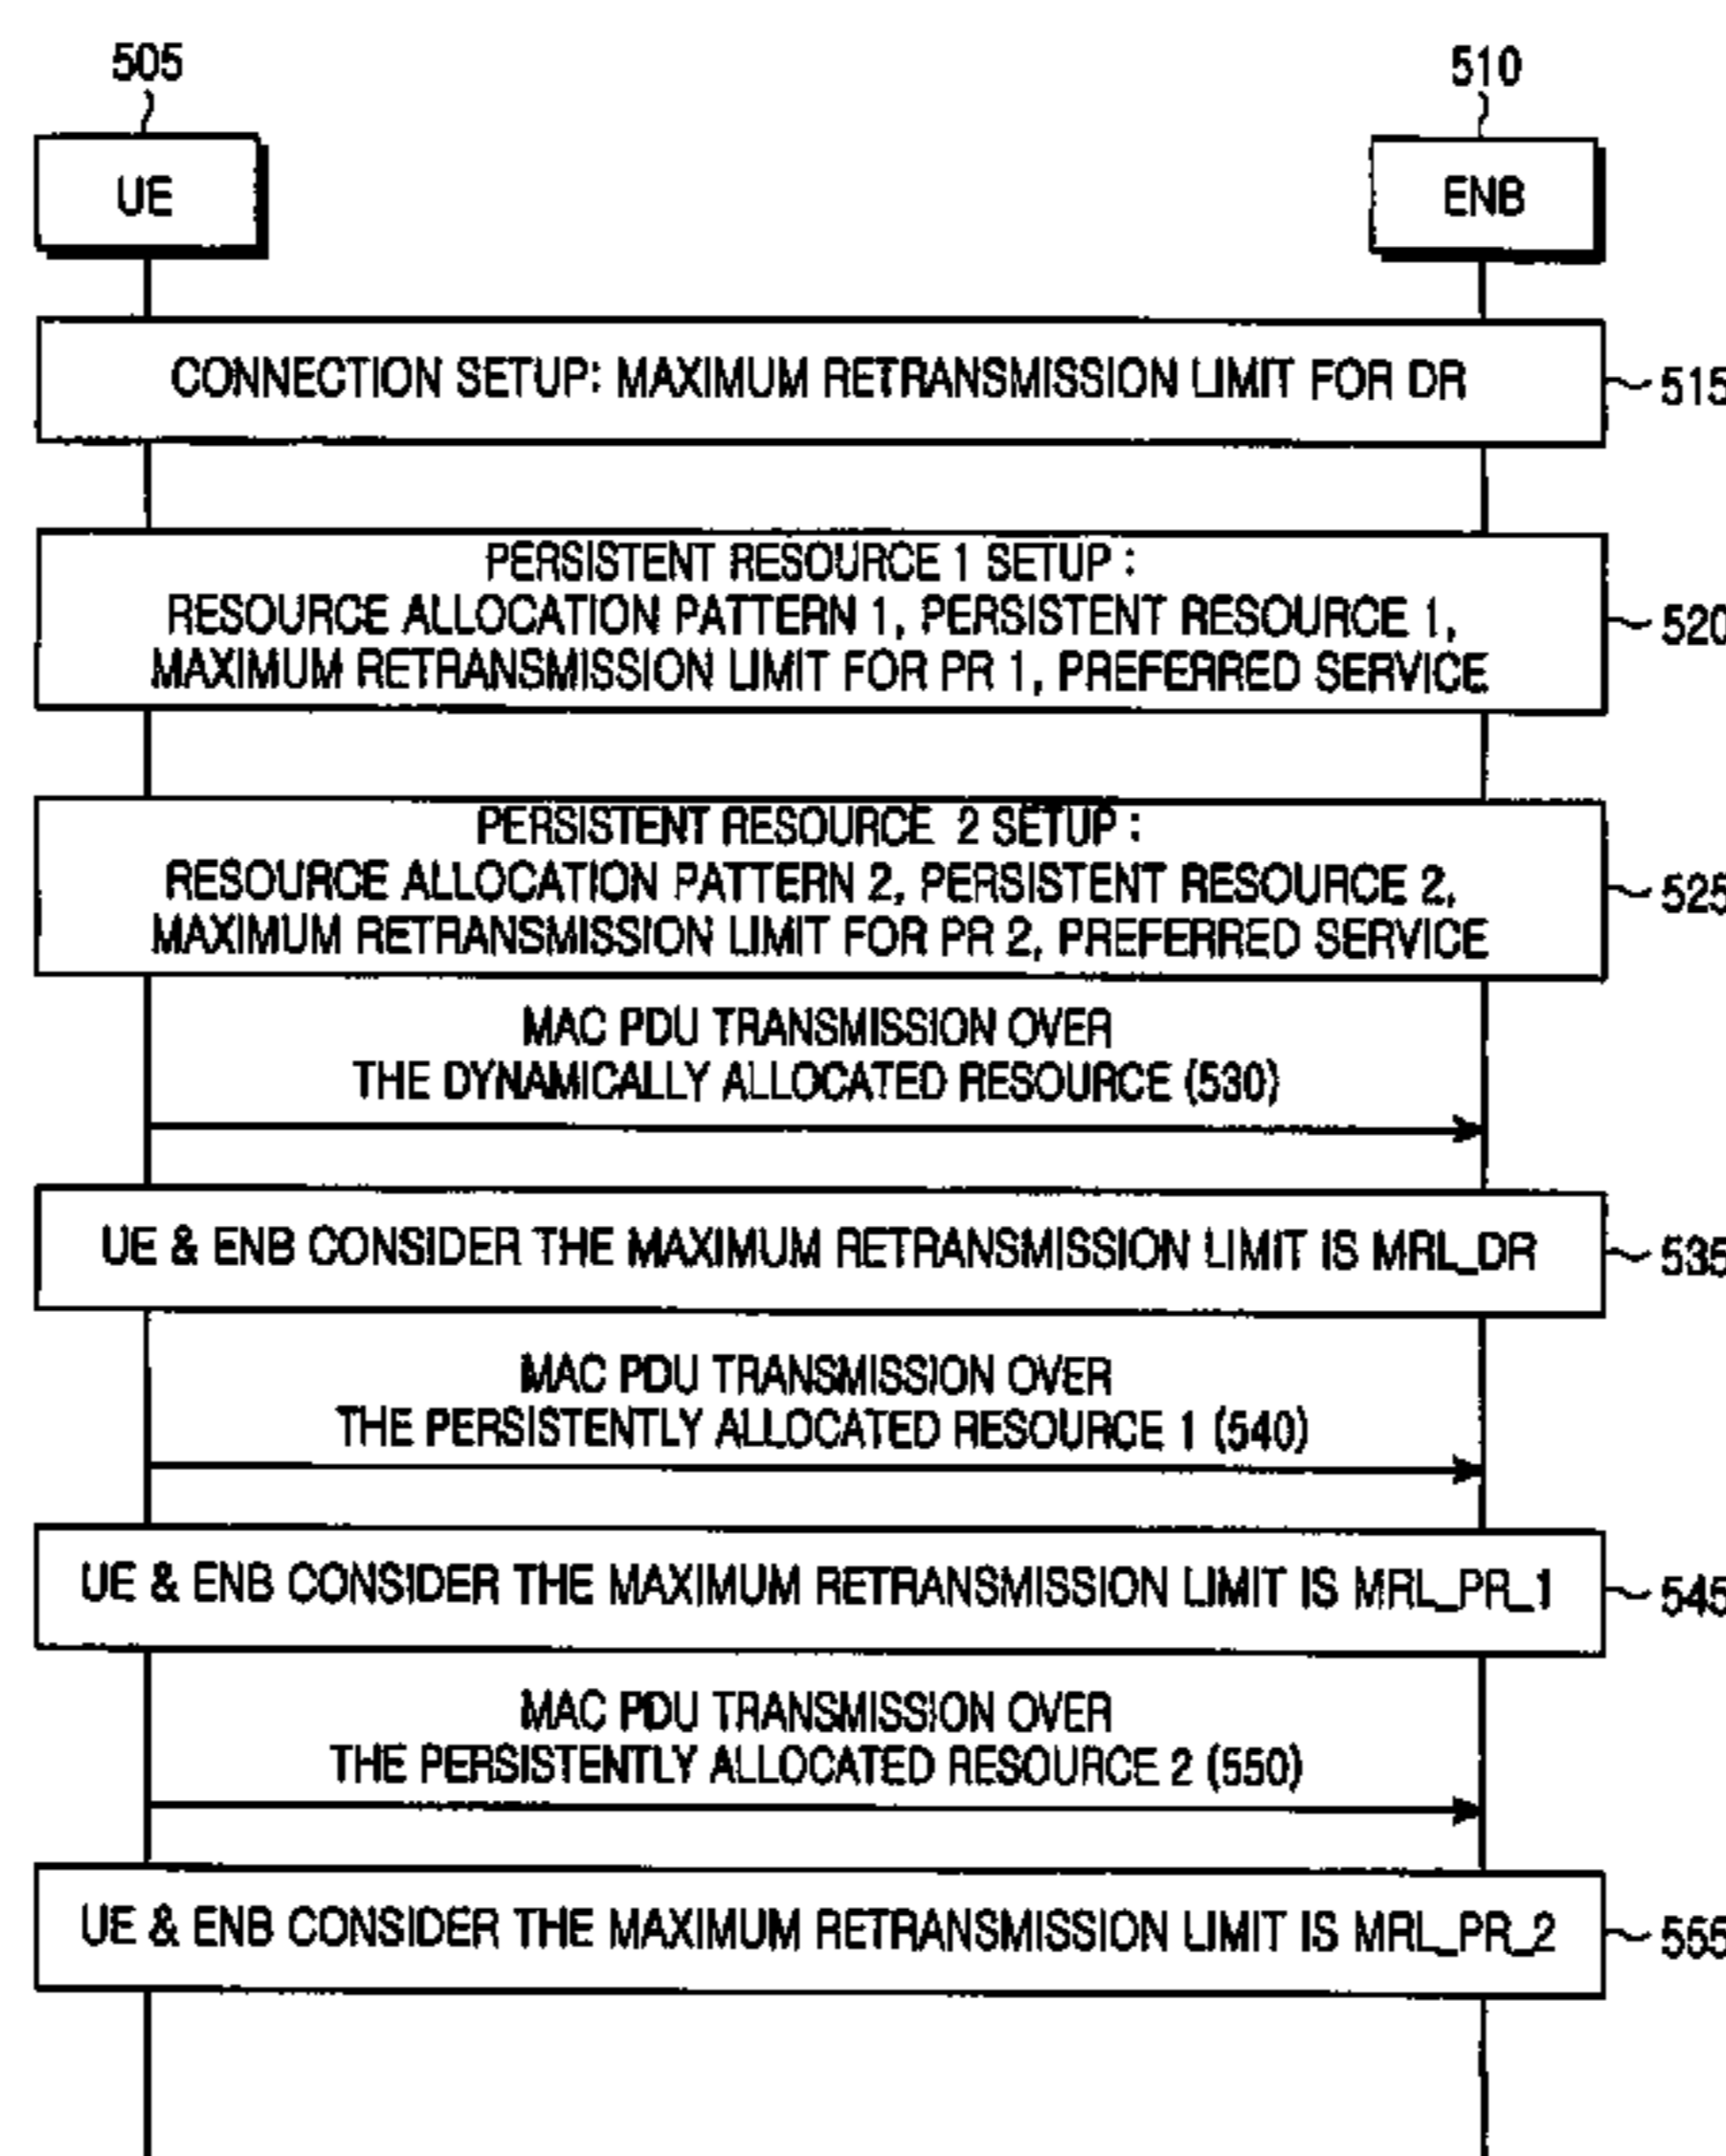 505
510
UE
ENB
CONNECTION SETUP: MAXIMUM RETRANSMISSION LIMIT FOR DR
515
PERSISTENT RESOURCE 1 SETUP :
RESOURCE ALLOCATION PATTERN 1, PERSISTENT RESOURCE 1,
MAXIMUM RETRANSMISSION LIMIT FOR PR 1, PREFERRED SERVICE
520
PERSISTENT RESOURCE 2 SETUP :
RESOURCE ALLOCATION PATTERN 2, PERSISTENT RESOURCE 2,
MAXIMUM RETRANSMISSION LIMIT FOR PR 2, PREFERRED SERVICE
525
MAC PDU TRANSMISSION OVER
THE DYNAMICALLY ALLOCATED RESOURCE (530)
UE & ENB CONSIDER THE MAXIMUM RETRANSMISSION LIMIT IS MRL_DR
535
MAC PDU TRANSMISSION OVER
THE PERSISTENTLY ALLOCATED RESOURCE 1 (540)
UE & ENB CONSIDER THE MAXIMUM RETRANSMISSION LIMIT IS MRL_PR_1
545
MAC PDU TRANSMISSION OVER
THE PERSISTENTLY ALLOCATED RESOURCE 2 (550)
UE & ENB CONSIDER THE MAXIMUM RETRANSMISSION LIMIT IS MRL_PR_2
555